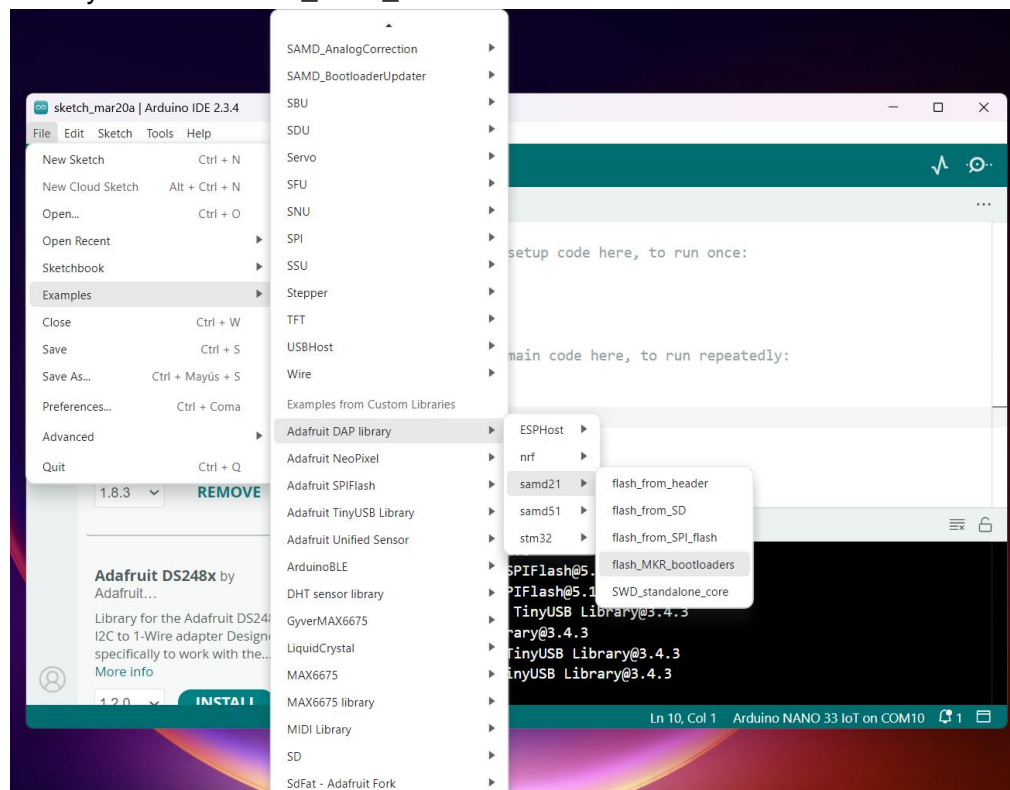 sketch_mar20a | Arduino IDE 2.3.4
File Edit Sketch Tools Help
New Sketch Ctrl + N
New Cloud Sketch Alt + Ctrl + N
Open... Ctrl + O
Open Recent
Sketchbook
Examples
Close Ctrl + W
Save Ctrl + S
Save As... Ctrl + Mayús + S
Preferences... Ctrl + Coma
Advanced
Quit Ctrl + Q
SAMD_AnalogCorrection
SAMD_BootloaderUpdater
SBU
SDU
Servo
SFU
SNU
SPI
SSU
Stepper
TFT
USBHost
Wire
Examples from Custom Libraries
Adafruit DAP library
Adafruit NeoPixel
Adafruit SPIFlash
Adafruit TinyUSB Library
Adafruit Unified Sensor
ArduinoBLE
DHT sensor library
GyverMAX6675
LiquidCrystal
MAX6675
MAX6675 library
MIDI Library
SD
SdFat - Adafruit Fork
ESPHost
nrf
samd21
samd51
stm32
flash_from_header
flash_from_SD
flash_from_SPI_flash
flash_MKR_bootloaders
SWD_standalone_core
setup code here, to run once:
main code here, to run repeatedly:
1.8.3 REMOVE
Adafruit DS248x by
Adafruit...
Library for the Adafruit DS24
I2C to 1-Wire adapter Design
specifically to work with the...
More info
1.2.0 INSTALL
SPIFlash@5.
PIFlash@5.1
TinyUSB Library@3.4.3
rary@3.4.3
TinyUSB Library@3.4.3
inyUSB Library@3.4.3
Ln 10, Col 1 Arduino NANO 33 IoT on COM10 1